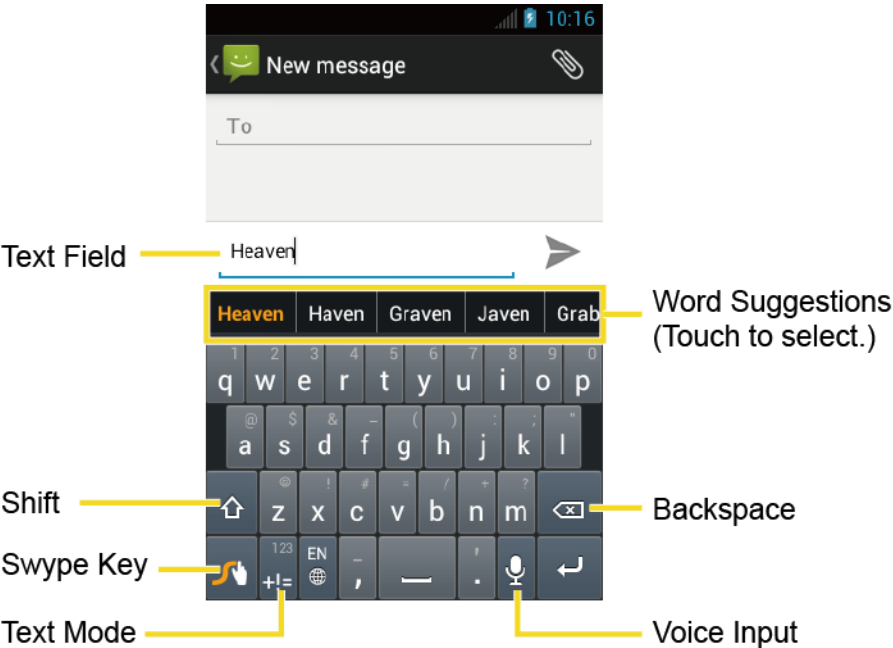 10:16
New message
To
Text Field
Heaven
Heaven Haven Graven Javen Grab
Word Suggestions
(Touch to select.)
1 2 3 4 5 6 7 8 9 0
q w e r t y u i o p
@ $ & _ ( ) : ; "
a s d f g h j k l
Shift
☺ ! # = / + ?
z x c v b n m
Backspace
Swype Key
123 EN _ '
+!= , .
Text Mode
Voice Input